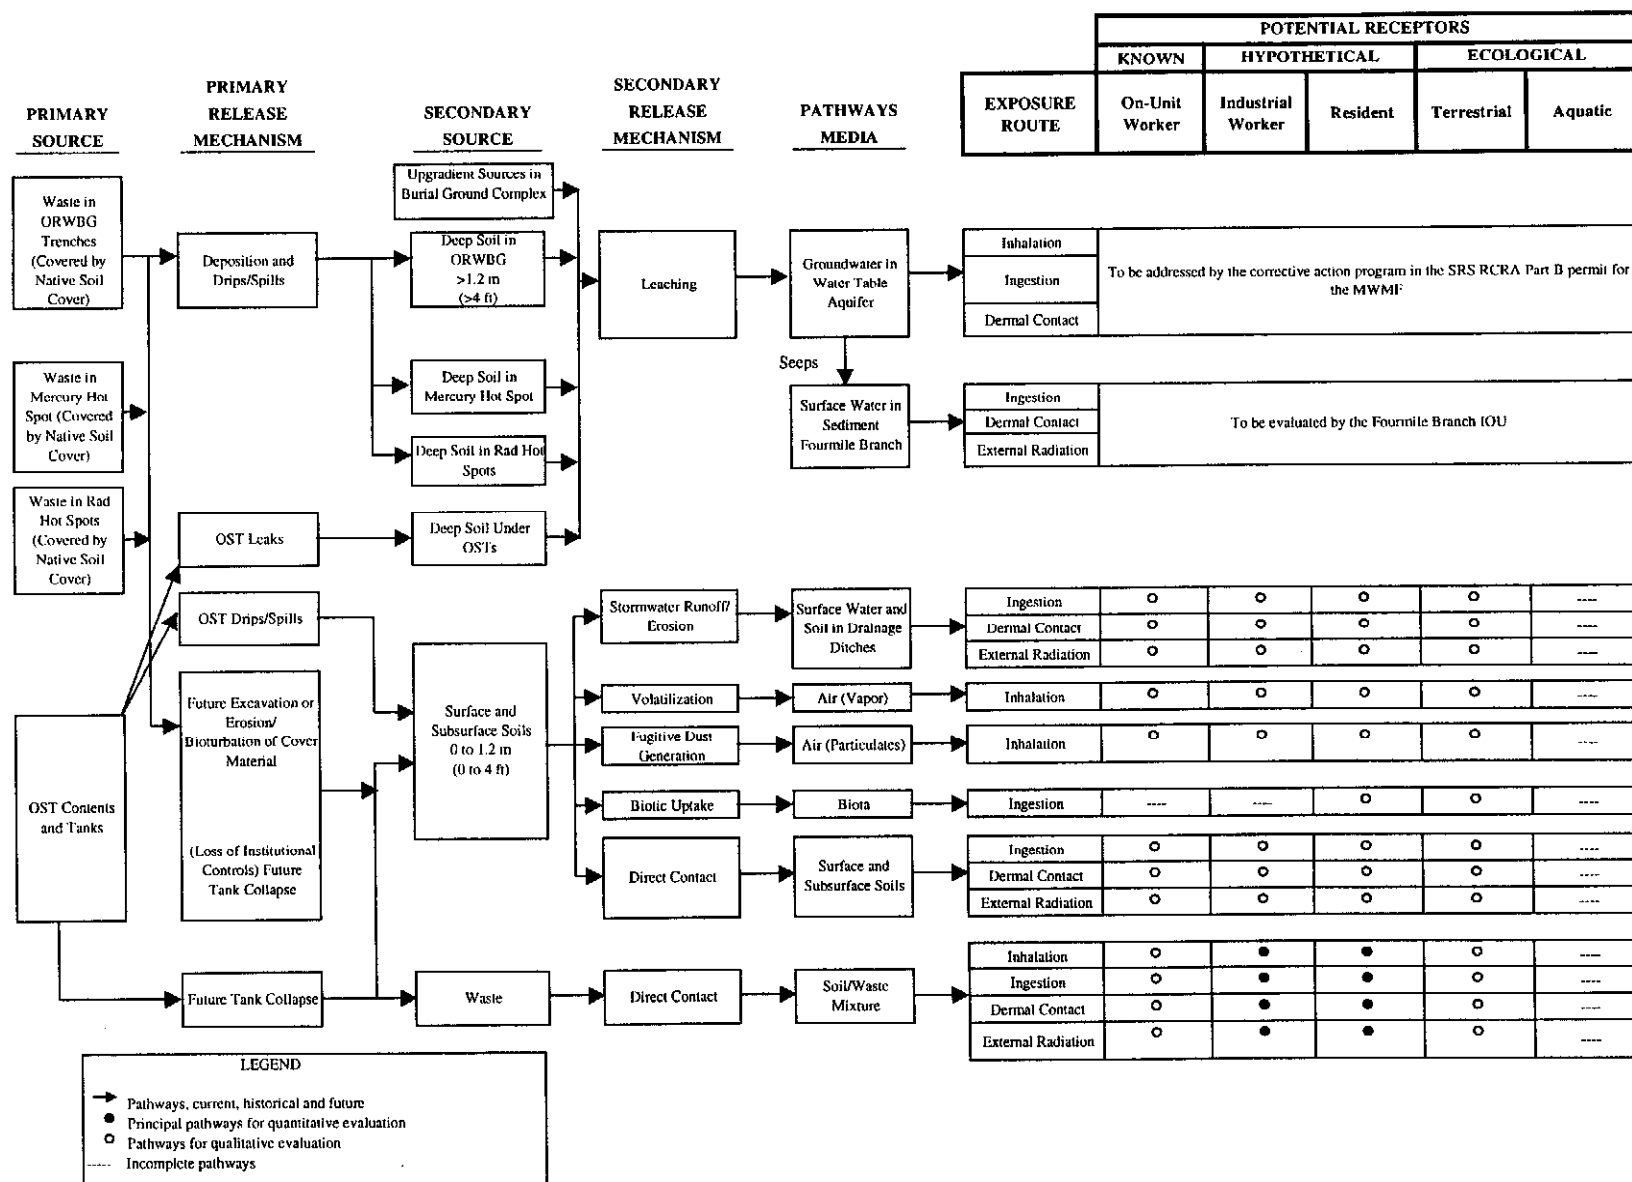 POTENTIAL RECEPTORS
KNOWN HYPOTHETICAL ECOLOGICAL
EXPOSURE
ROUTE
On-Unit
Worker
Industrial
Worker
Resident
Terrestrial
Aquatic
PRIMARY
SOURCE
PRIMARY
RELEASE
MECHANISM
SECONDARY
SOURCE
SECONDARY
RELEASE
MECHANISM
PATHWAYS
MEDIA
Waste in
ORWBG
Trenches
(Covered by
Native Soil
Cover)
Waste in
Mercury Hot
Spot (Covered
by Native Soil
Cover)
Waste in Rad
Hot Spots
(Covered by
Native Soil
Cover)
OST Contents
and Tanks
Deposition and
Drips/Spills
OST Leaks
OST Drips/Spills
Future Excavation or
Erosion/
Bioturbation of Cover
Material
(Loss of Institutional
Controls) Future
Tank Collapse
Future Tank Collapse
Upgradient Sources in
Burial Ground Complex
Deep Soil in
ORWBG
>1.2 m
(>4 ft)
Deep Soil in
Mercury Hot Spot
Deep Soil in Rad Hot
Spots
Deep Soil Under
OSTs
Surface and
Subsurface Soils
0 to 1.2 m
(0 to 4 ft)
Waste
Leaching
Stormwater Runoff/
Erosion
Volatilization
Fugitive Dust
Generation
Biotic Uptake
Direct Contact
Direct Contact
Groundwater in
Water Table
Aquifer
Seeps
Surface Water in
Sediment
Fourmile Branch
Surface Water and
Soil in Drainage
Ditches
Air (Vapor)
Air (Particulates)
Biota
Surface and
Subsurface Soils
Soil/Waste
Mixture
Inhalation
Ingestion
Dermal Contact
To be addressed by the corrective action program in the SRS RCRA Part B permit for
the MWMF
Ingestion
Dermal Contact
External Radiation
To be evaluated by the Fourmile Branch IOU
Ingestion ----
Dermal Contact ----
External Radiation ----
Inhalation ----
Inhalation ----
Ingestion ---- ---- ----
Ingestion ----
Dermal Contact ----
External Radiation ----
Inhalation ----
Ingestion ----
Dermal Contact ----
External Radiation ----
LEGEND
Pathways, current, historical and future
Principal pathways for quantitative evaluation
Pathways for qualitative evaluation
---- Incomplete pathways